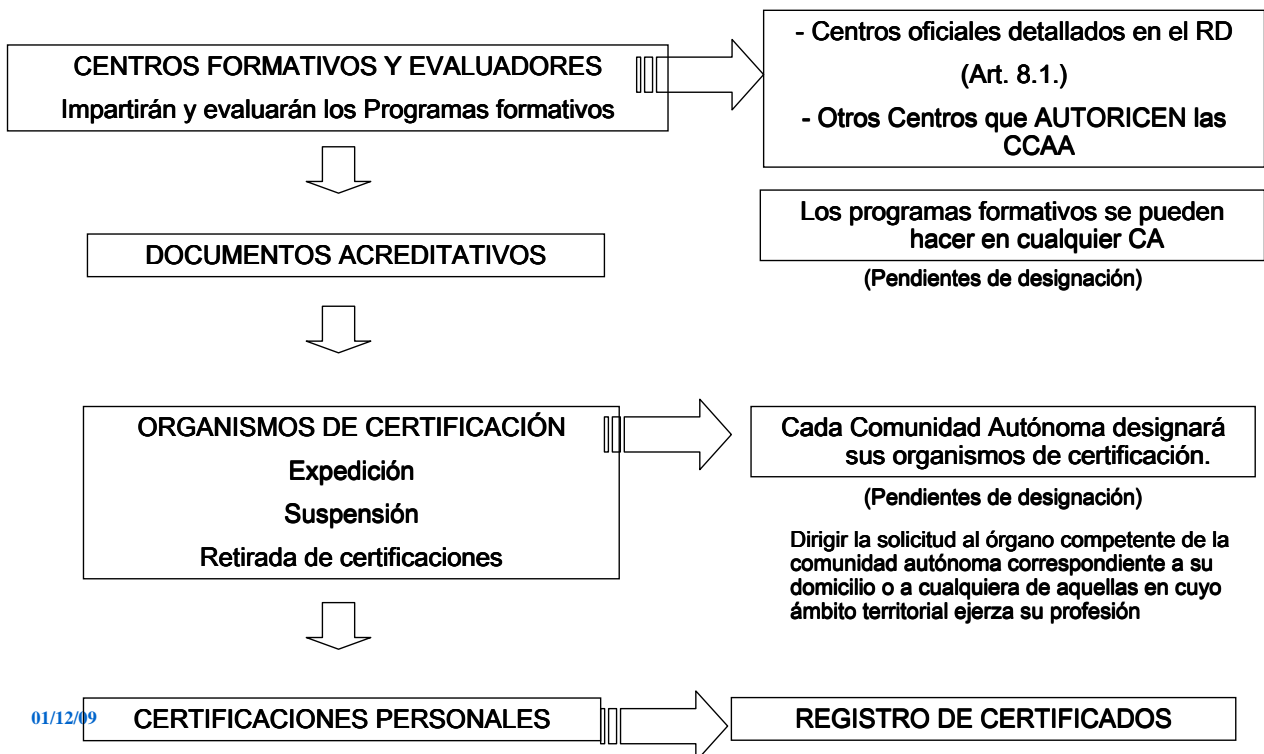 CENTROS FORMATIVOS Y EVALUADORES
Impartirán y evaluarán los Programas formativos
- Centros oficiales detallados en el RD
(Art. 8.1.)
- Otros Centros que AUTORICEN las
CCAA
Los programas formativos se pueden
hacer en cualquier CA
(Pendientes de designación)
DOCUMENTOS ACREDITATIVOS
ORGANISMOS DE CERTIFICACIÓN
Expedición
Suspensión
Retirada de certificaciones
Cada Comunidad Autónoma designará
sus organismos de certificación.
(Pendientes de designación)
Dirigir la solicitud al órgano competente de la
comunidad autónoma correspondiente a su
domicilio o a cualquiera de aquellas en cuyo
ámbito territorial ejerza su profesión
01/12/09
CERTIFICACIONES PERSONALES
REGISTRO DE CERTIFICADOS